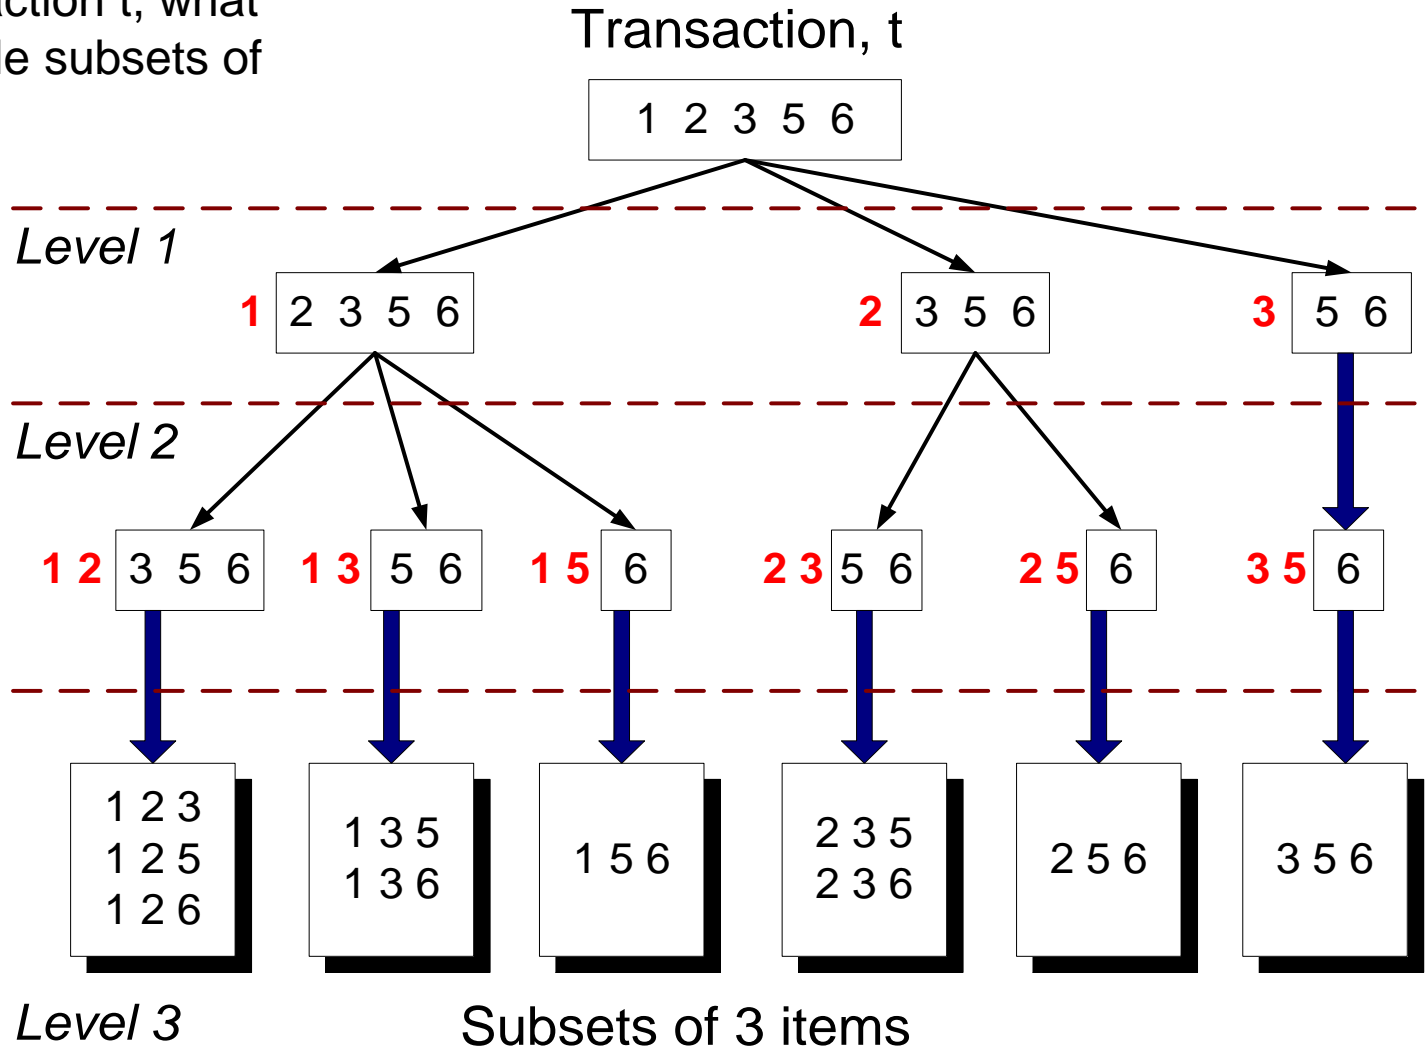 t, what
subsets of
Transaction, t
1 2 3 5 6
Level 1
1 2 3 5 6
2 3 5 6
3 5 6
Level 2
1 2 3 5 6
1 3 5 6
1 5 6
2 3 5 6
2 5 6
3 5 6
1 2 3
1 2 5
1 2 6
1 3 5
1 3 6
1 5 6
2 3 5
2 3 6
2 5 6
3 5 6
Level 3
Subsets of 3 items